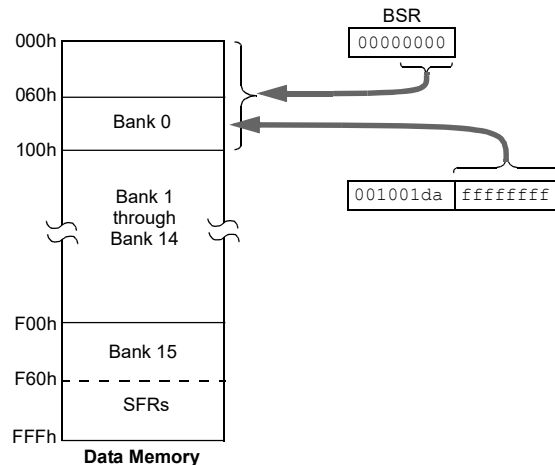 BSR
00000000
000h
060h
Bank 0
100h
001001da ffffffff
Bank 1
through
Bank 14
F00h
Bank 15
F60h
SFRs
FFFh
Data Memory